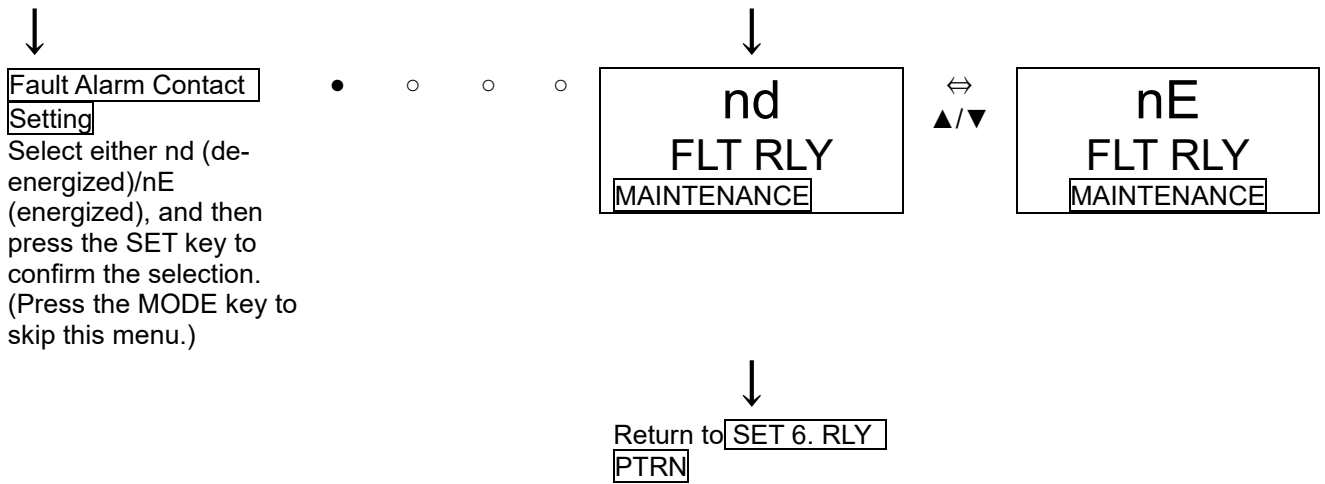 ↓ ↓
Fault Alarm Contact
Setting
Select either nd (de-
energized)/nE
(energized), and then
press the SET key to
confirm the selection.
(Press the MODE key to
skip this menu.)
● ○ ○ ○
nd
FLT RLY
MAINTENANCE
⇔
▲/▼
nE
FLT RLY
MAINTENANCE
↓
Return to SET 6. RLY
PTRN